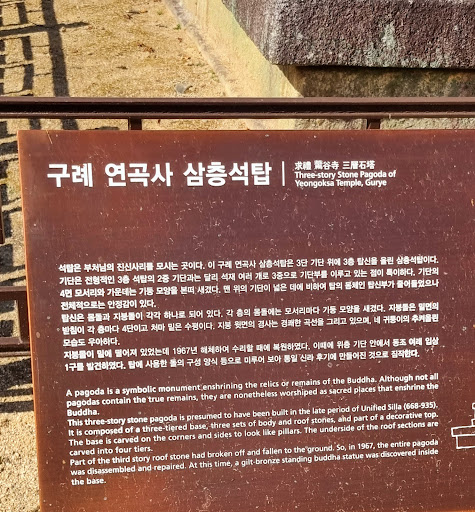 구례 연곡사 삼층석탑
求禮 鷰谷寺 三層石塔
Three-story Stone Pagoda of
Yeongoksa Temple, Gurye
석탑은 부처님의 진신사리를 모시는 곳이다. 이 구례 연곡사 삼층석탑은 3단 기단 위에 3층 탑신을 올린 삼층석탑이다.
기단은 전형적인 3층 석탑의 2중 기단과는 달리 석재 여러 개로 3중으로 기단부를 이루고 있는 점이 특이하다. 기단의
4면 모서리와 가운데는 기둥 모양을 본떠 새겼다. 맨 위의 기단이 넓은 데에 비하여 탑의 몸체인 탑신부가 줄어들었으나
전체적으로는 안정감이 있다.
탑신은 몸돌과 지붕돌이 각각 하나로 되어 있다. 각 층의 몸돌에는 모서리마다 기둥 모양을 새겼다. 지붕돌은 밑면의
받침이 각 층마다 4단이고 처마 밑은 수평이다. 지붕 윗면의 경사는 경쾌한 곡선을 그리고 있으며, 네 귀퉁이의 추켜올린
모습도 우아하다.
지붕돌이 밑에 떨어져 있었는데 1967년 해체하여 수리할 때에 복원하였다. 이때에 위층 기단 안에서 동조 여래 입상
1구를 발견하였다. 탑에 사용한 돌의 구성 양식 등으로 미루어 보아 통일 신라 후기에 만들어진 것으로 짐작한다.
A pagoda is a symbolic monument enshrining the relics or remains of the Buddha. Although not all
pagodas contain the true remains, they are nonetheless worshiped as sacred places that enshrine the
Buddha.
This three-story stone pagoda is presumed to have been built in the late period of Unified Silla (668-935).
It is composed of a three-tiered base, three sets of body and roof stones, and part of a decorative top.
The base is carved on the corners and sides to look like pillars. The underside of the roof sections are
carved into four tiers.
Part of the third story roof stone had broken off and fallen to the ground. So, in 1967, the entire pagoda
was disassembled and repaired. At this time, a gilt-bronze standing buddha statue was discovered inside
the base.